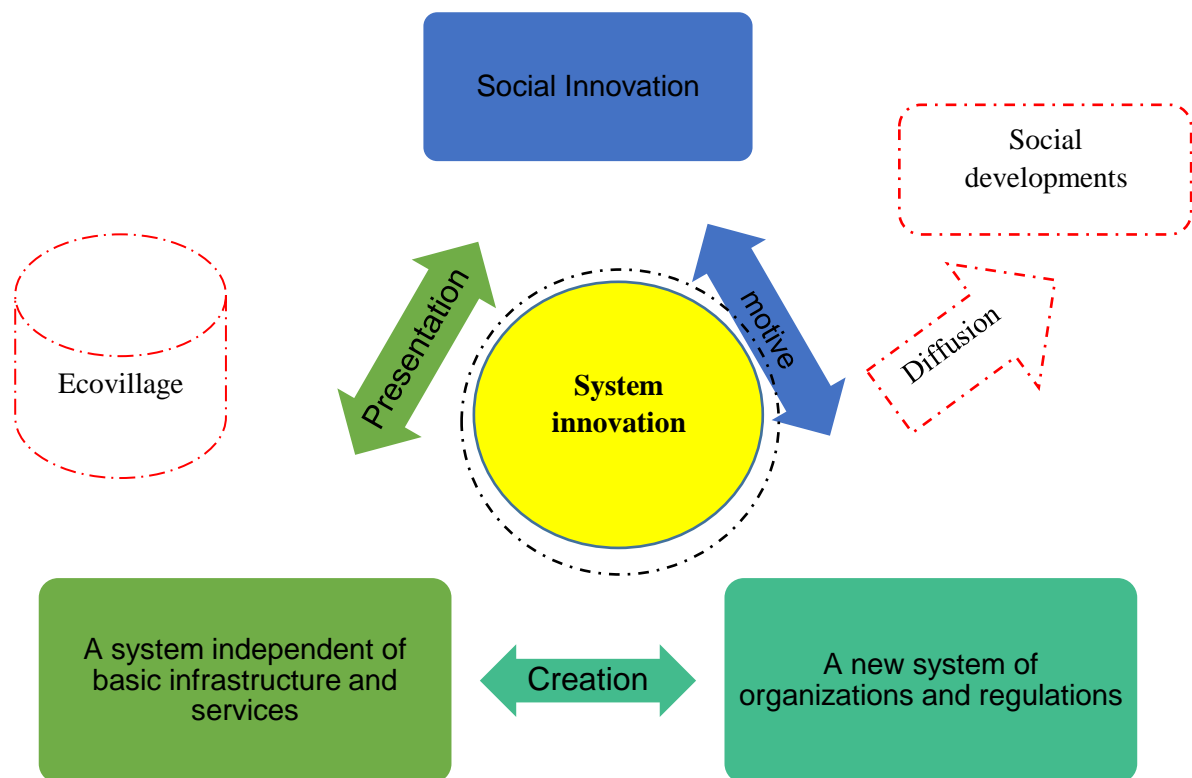 Social Innovation
Social
developments
Presentation
motive
Diffusion
Ecovillage
System
innovation
A system independent of
basic infrastructure and
services
Creation
A new system of
organizations and regulations